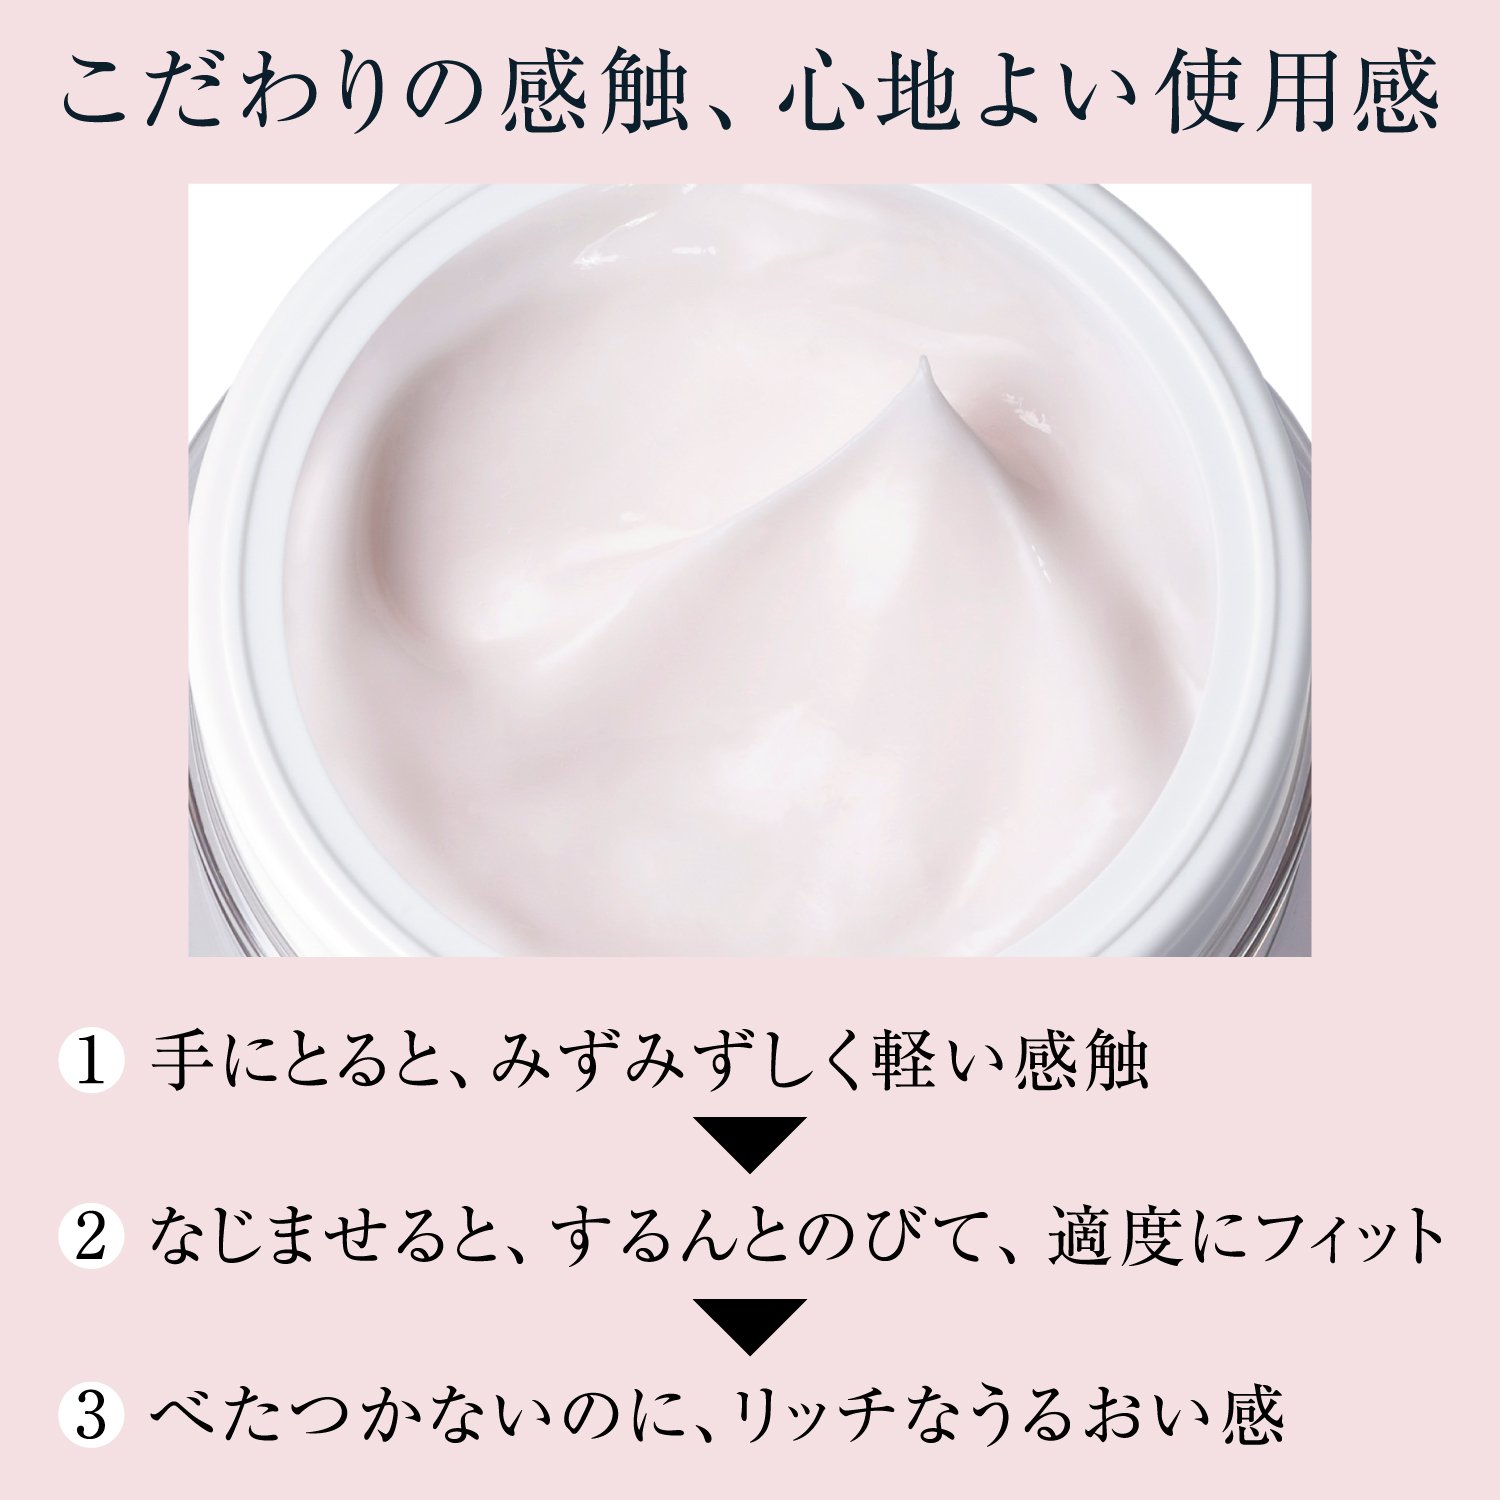 こだわりの感触、心地よい使用感
1 手にとると、みずみずしく軽い感触
2 なじませると、するんとのびて、適度にフィット
3 べたつかないのに、リッチなうるおい感